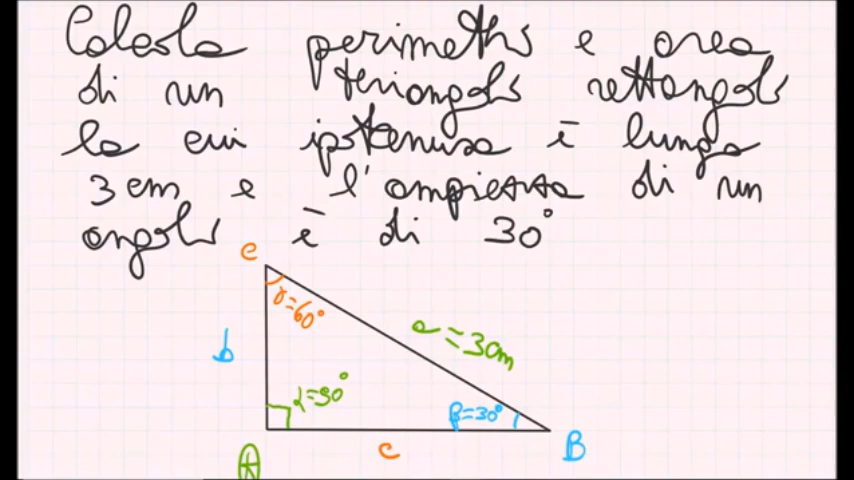 Calcola perimetro e area
di un triangolo rettangolo
la cui ipotenusa è lunga
3 cm e l'ampiezza di un
angolo è di 30°
C
γ=60°
a=3cm
b
α=90°
β=30°
A
c
B